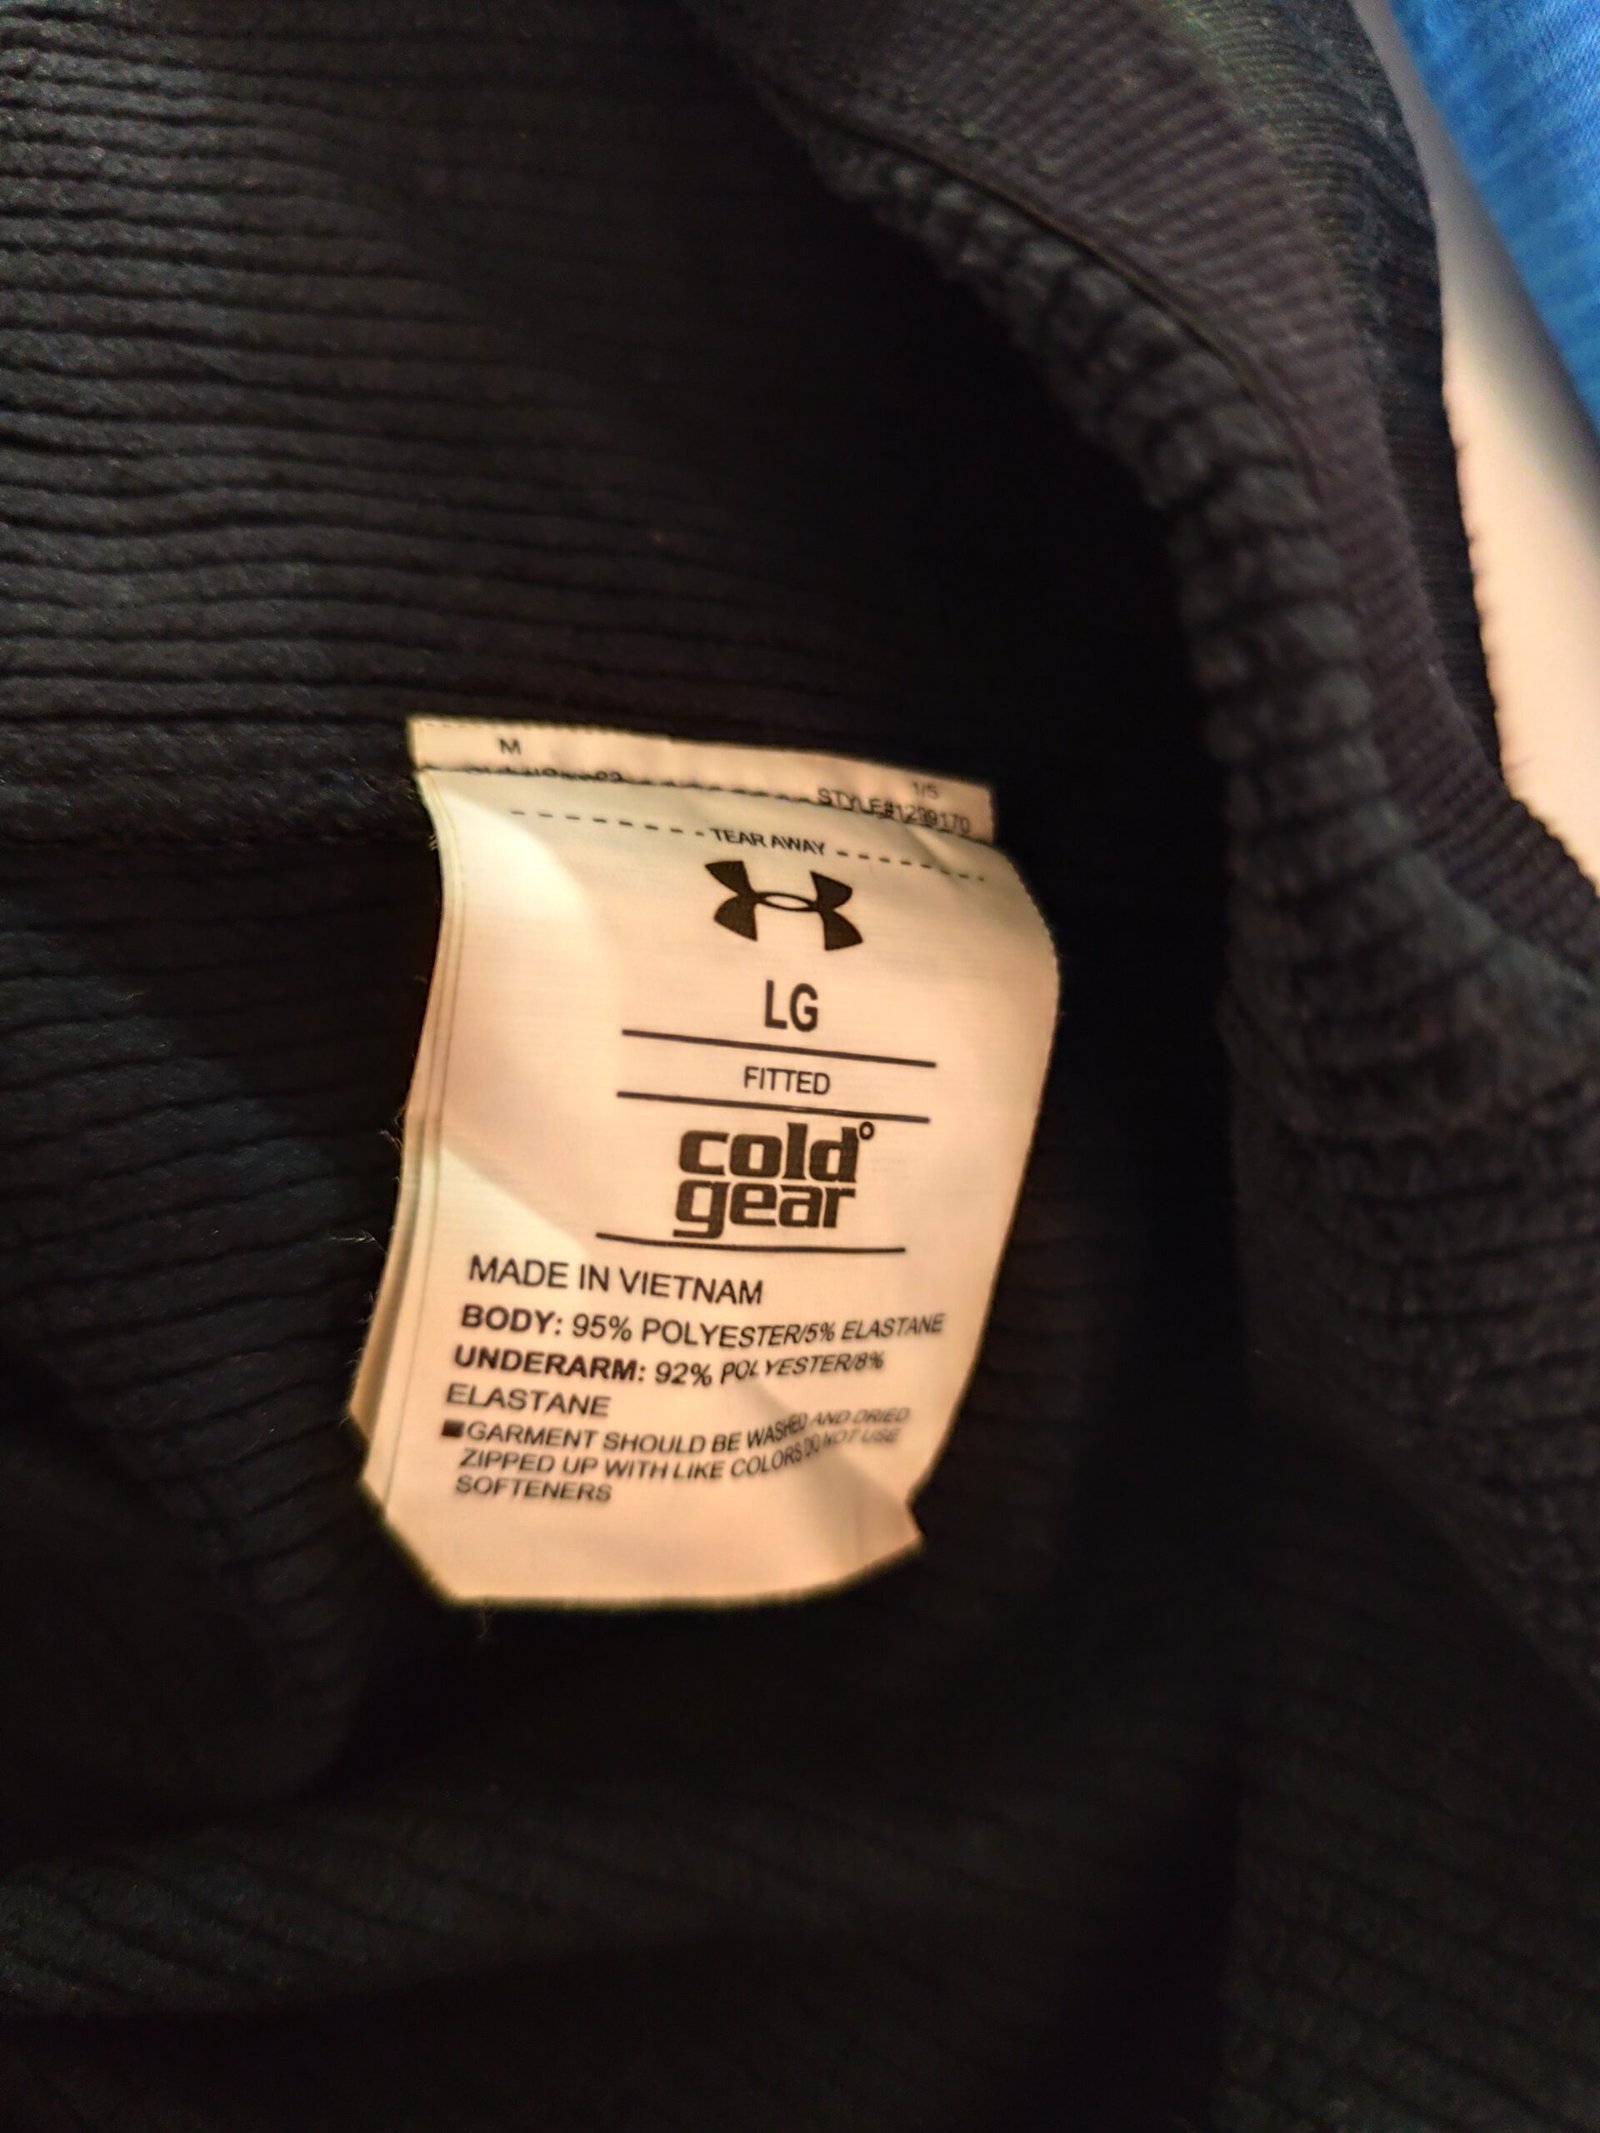 M
1/5
STYLE#1299170
TEAR AWAY
LG
FITTED
cold°
gear
MADE IN VIETNAM
BODY: 95% POLYESTER/5% ELASTANE
UNDERARM: 92% POLYESTER/8%
ELASTANE
GARMENT SHOULD BE WASHED AND DRIED
ZIPPED UP WITH LIKE COLORS DO NOT USE
SOFTENERS